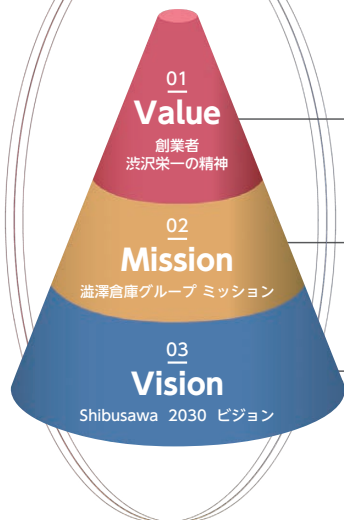 01
Value
創業者
渋沢栄一の精神
02
Mission
澁澤倉庫グループ ミッション
03
Vision
Shibusawa 2030 ビジョン